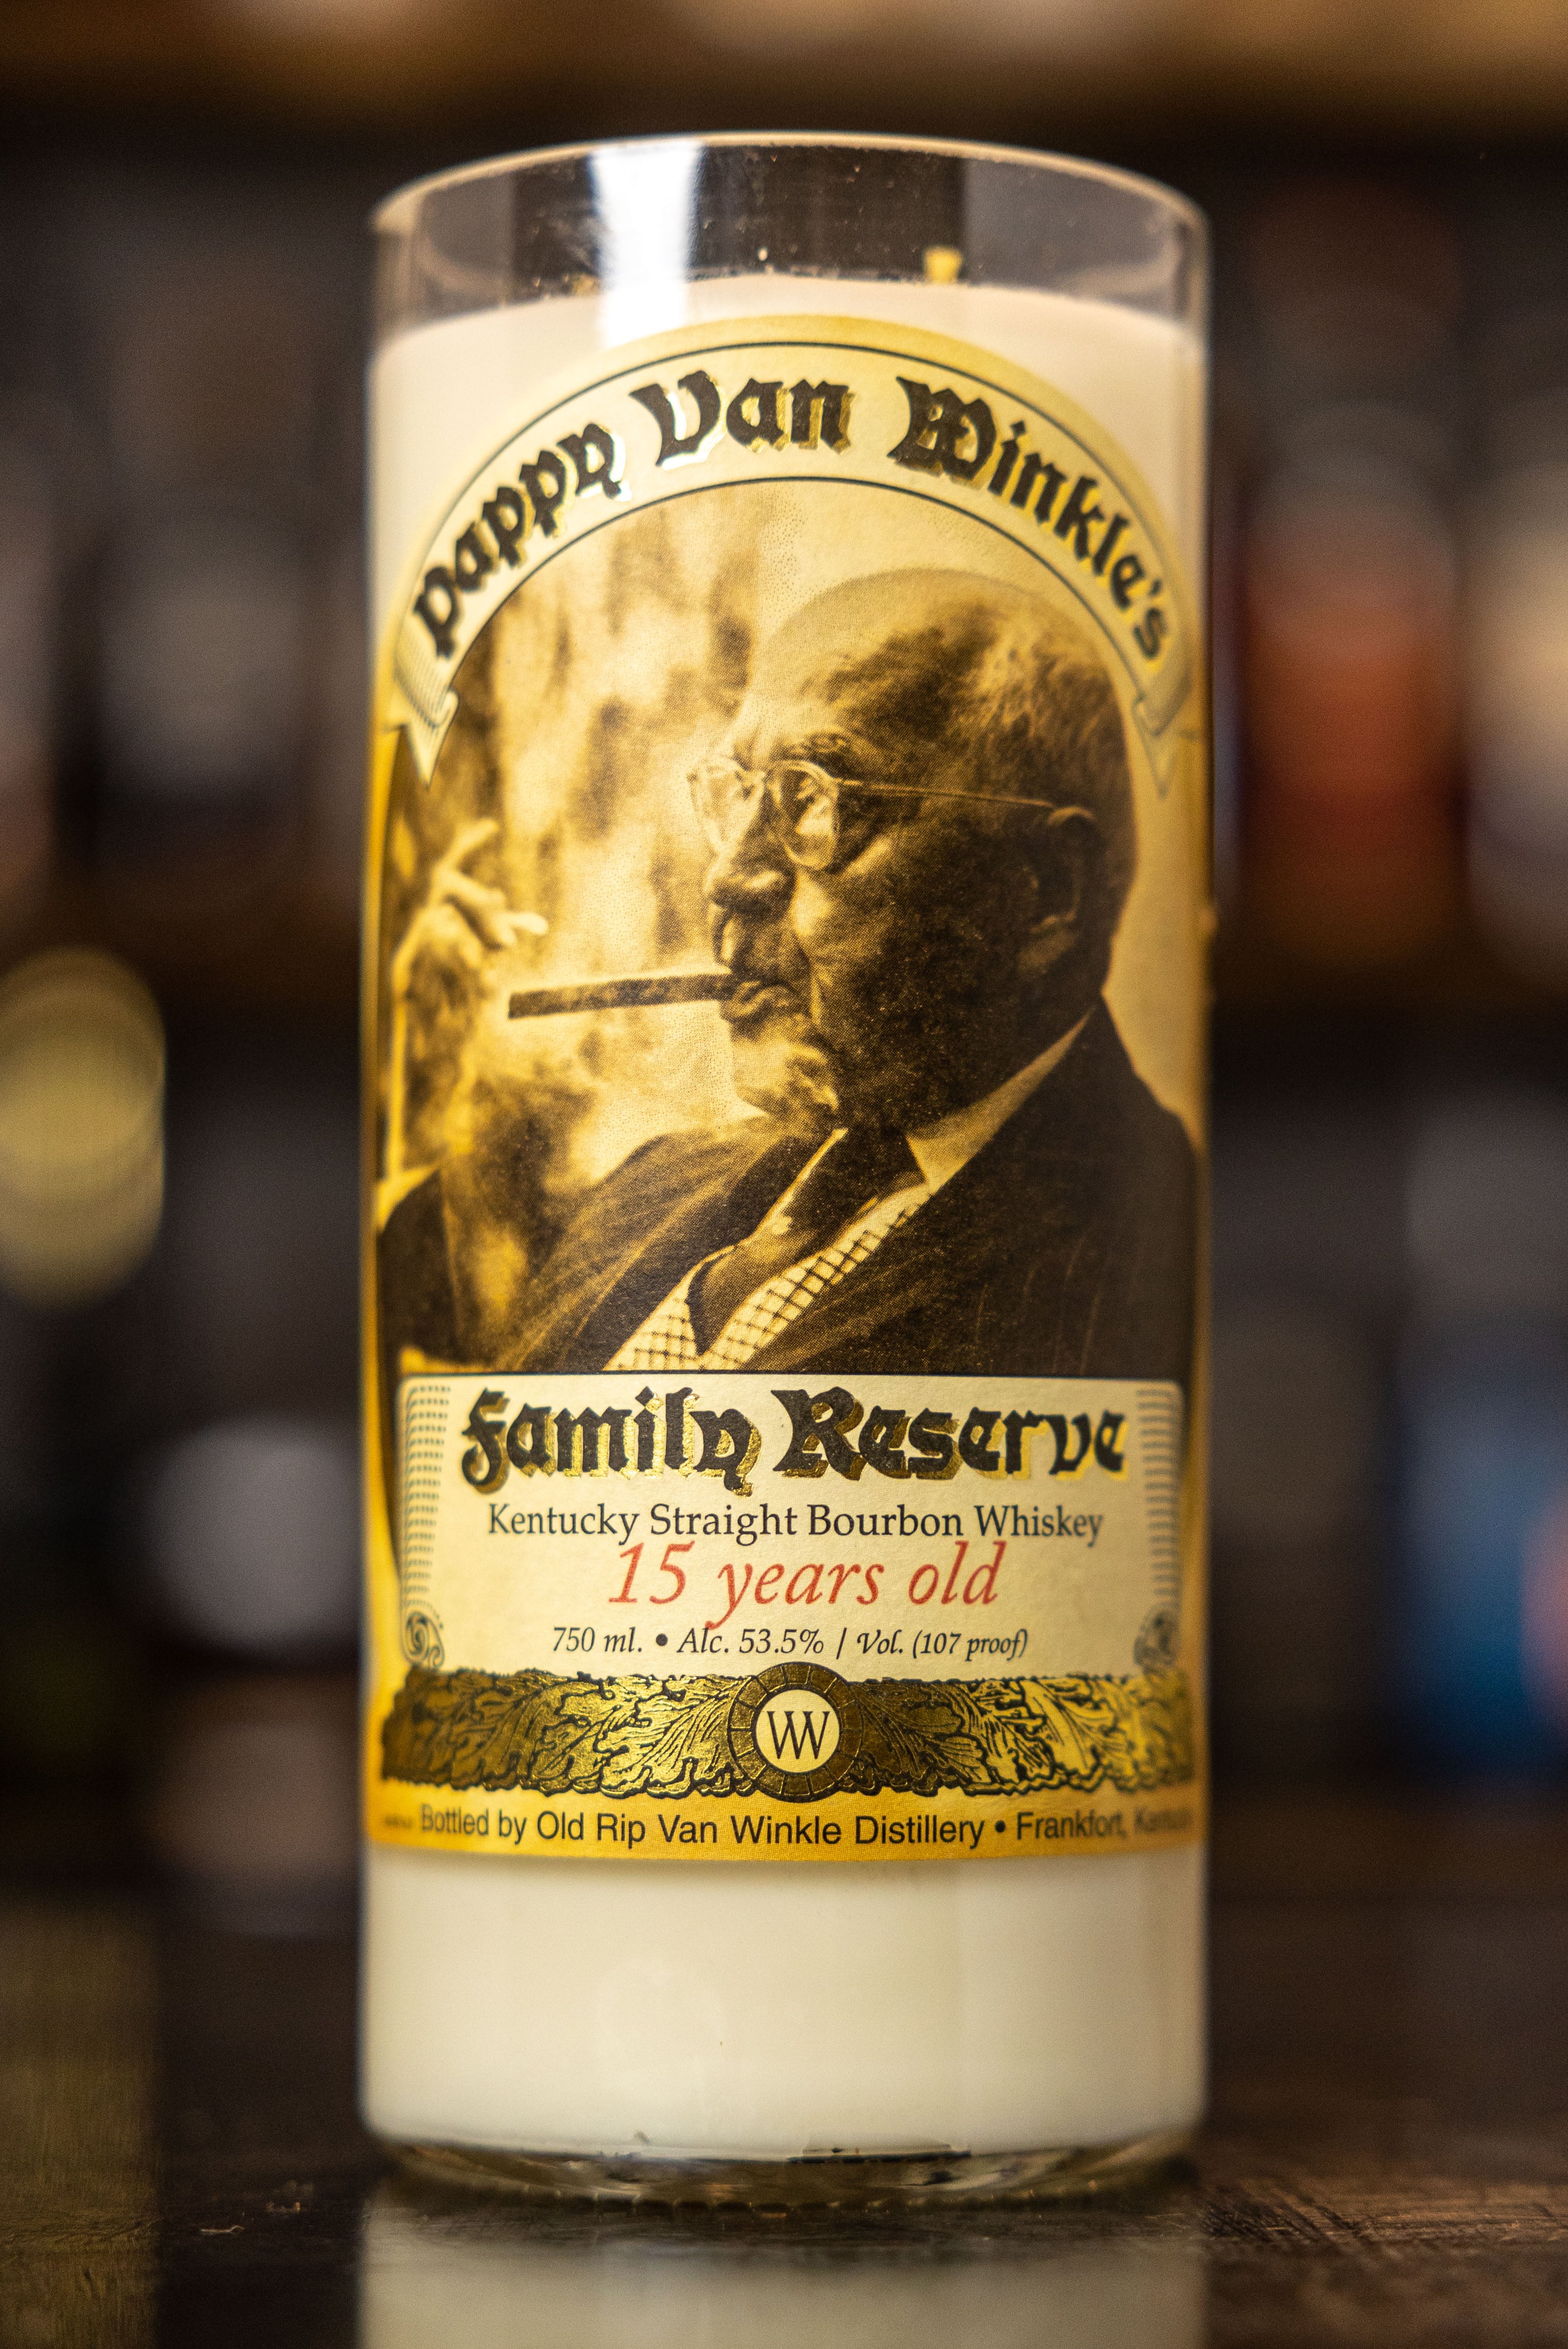 Pappy Van Winkle's
Family Reserve
Kentucky Straight Bourbon Whiskey
15 years old
750 ml. • Alc. 53.5% | Vol. (107 proof)
VW
Bottled by Old Rip Van Winkle Distillery • Frankfort,